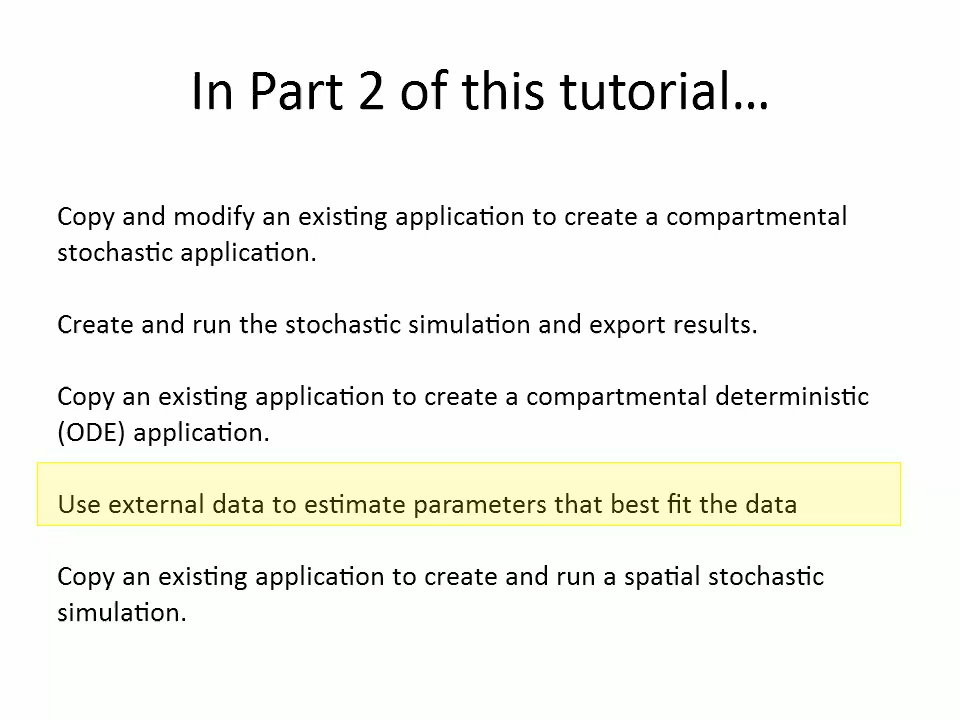 In Part 2 of this tutorial…
Copy and modify an existing application to create a compartmental
stochastic application.
Create and run the stochastic simulation and export results.
Copy an existing application to create a compartmental deterministic
(ODE) application.
Use external data to estimate parameters that best fit the data
Copy an existing application to create and run a spatial stochastic
simulation.